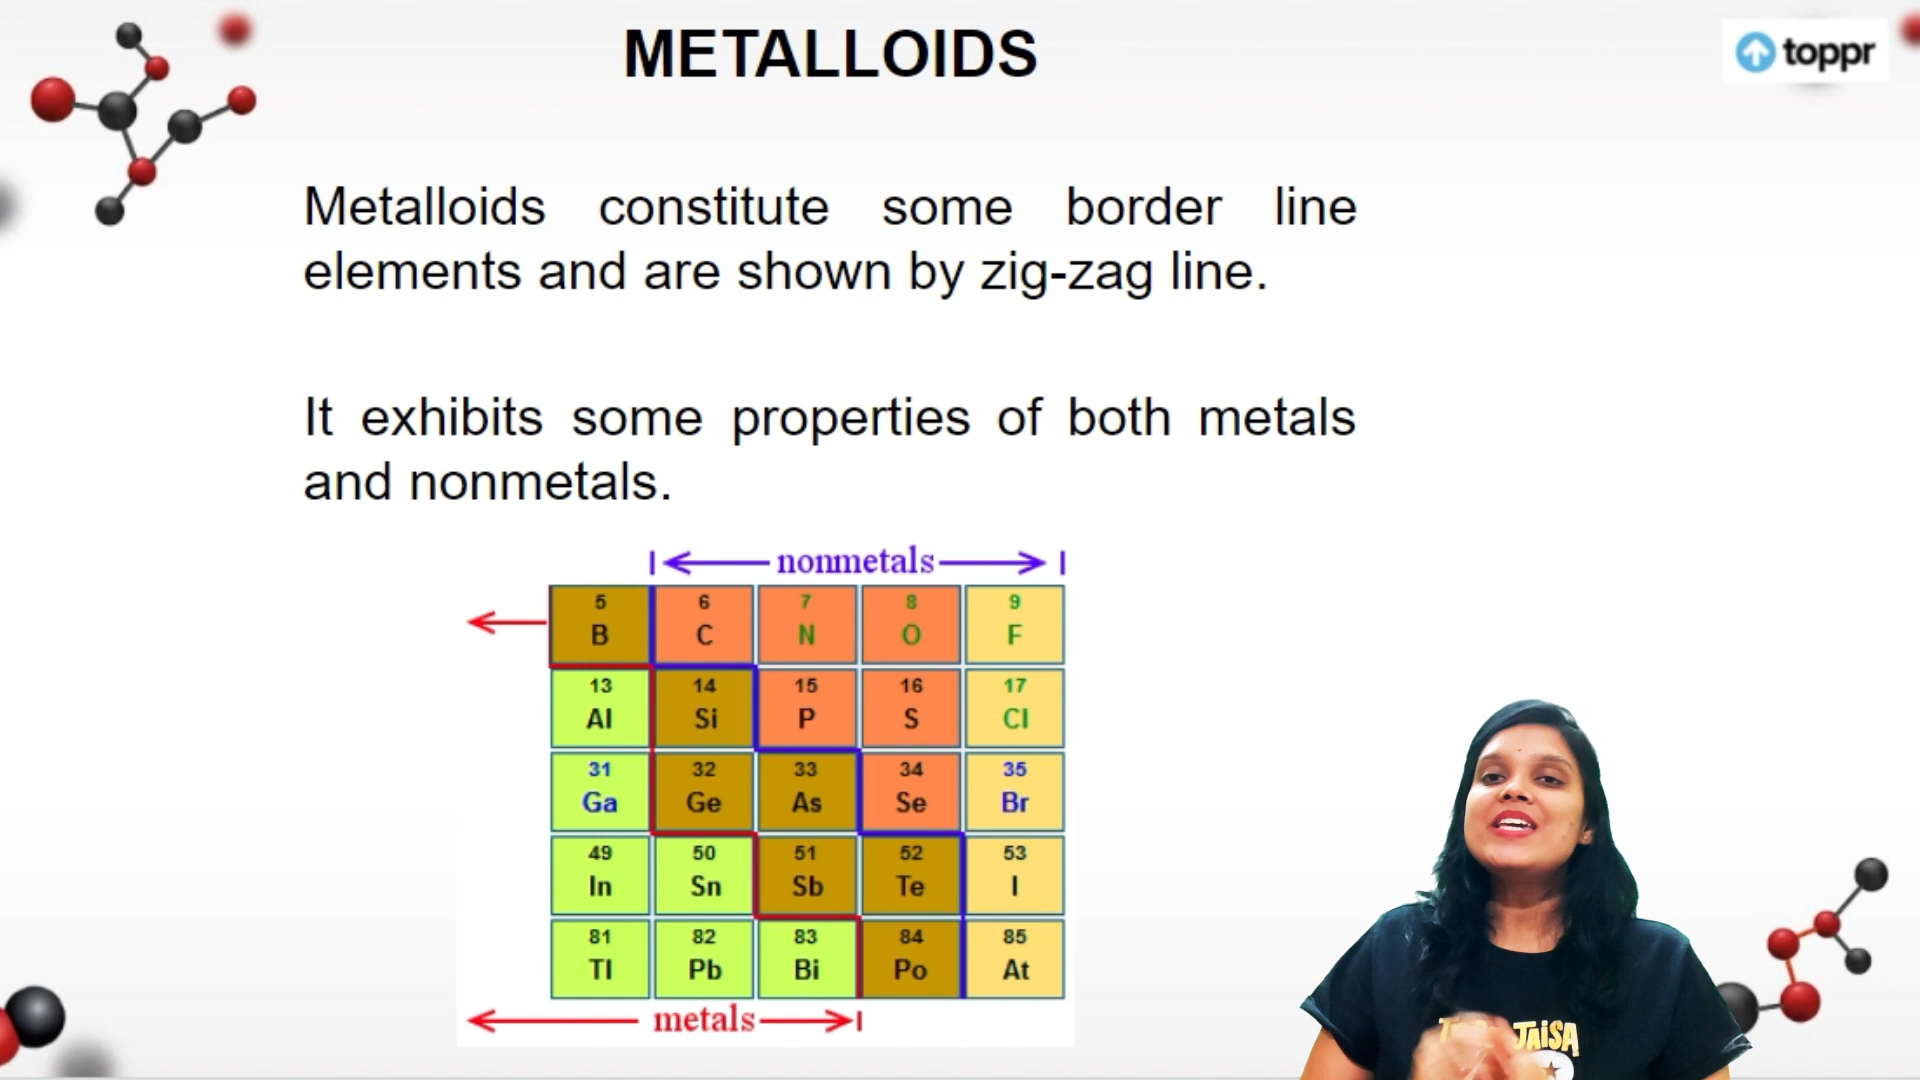 METALLOIDS
toppr
Metalloids constitute some border line
elements and are shown by zig-zag line.
It exhibits some properties of both metals
and nonmetals.
nonmetals
5 6 7 8 9
B C N O F
13 14 15 16 17
Al Si P S Cl
31 32 33 34 35
Ga Ge As Se Br
49 50 51 52 53
In Sn Sb Te I
81 82 83 84 85
Tl Pb Bi Po At
metals
JAISA